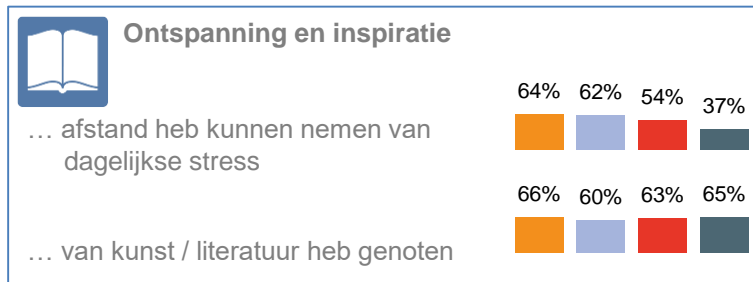 Ontspanning en inspiratie
64% 62% 54% 37%
… afstand heb kunnen nemen van
dagelijkse stress
66% 60% 63% 65%
… van kunst / literatuur heb genoten